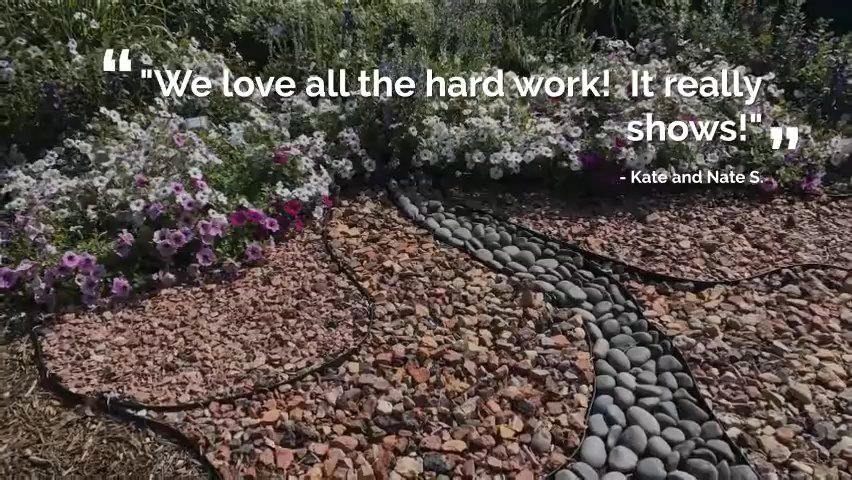 “ "We love all the hard work!  It really
shows!" ”
- Kate and Nate S.